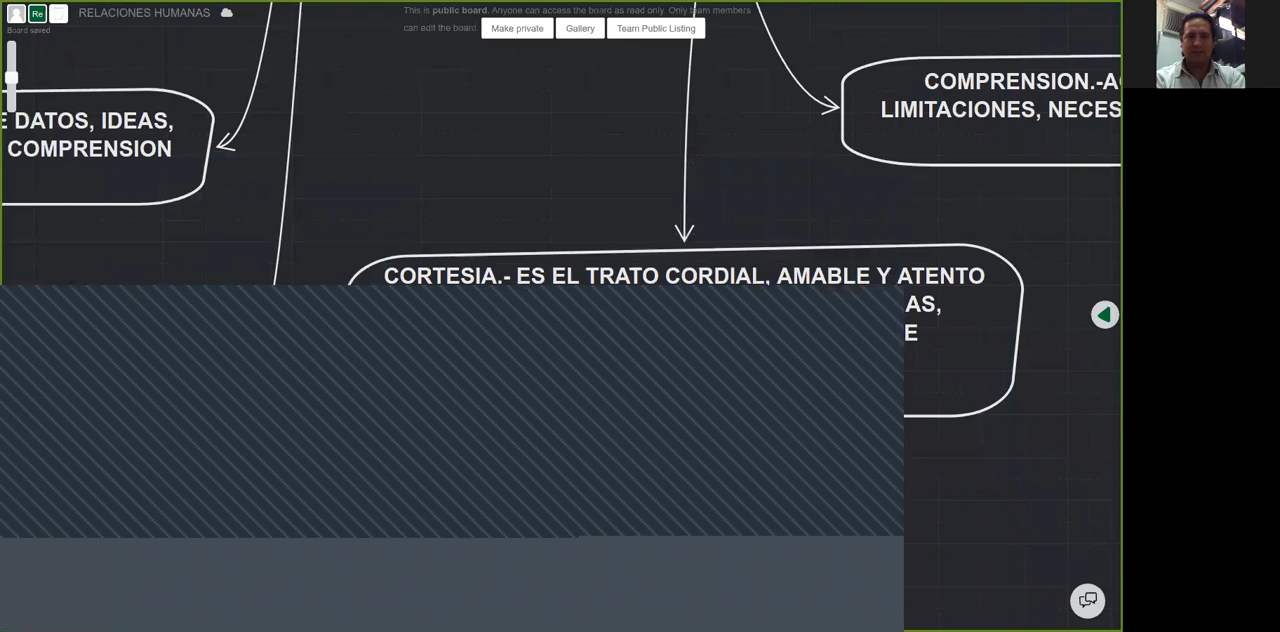 Re
RELACIONES HUMANAS
Board saved
This is public board. Anyone can access the board as read only. Only team members
can edit the board.
Make private
Gallery
Team Public Listing
DATOS, IDEAS,
COMPRENSION
COMPRENSION.-
LIMITACIONES,
CORTESIA.- ES EL TRATO CORDIAL, AMABLE Y ATENTO